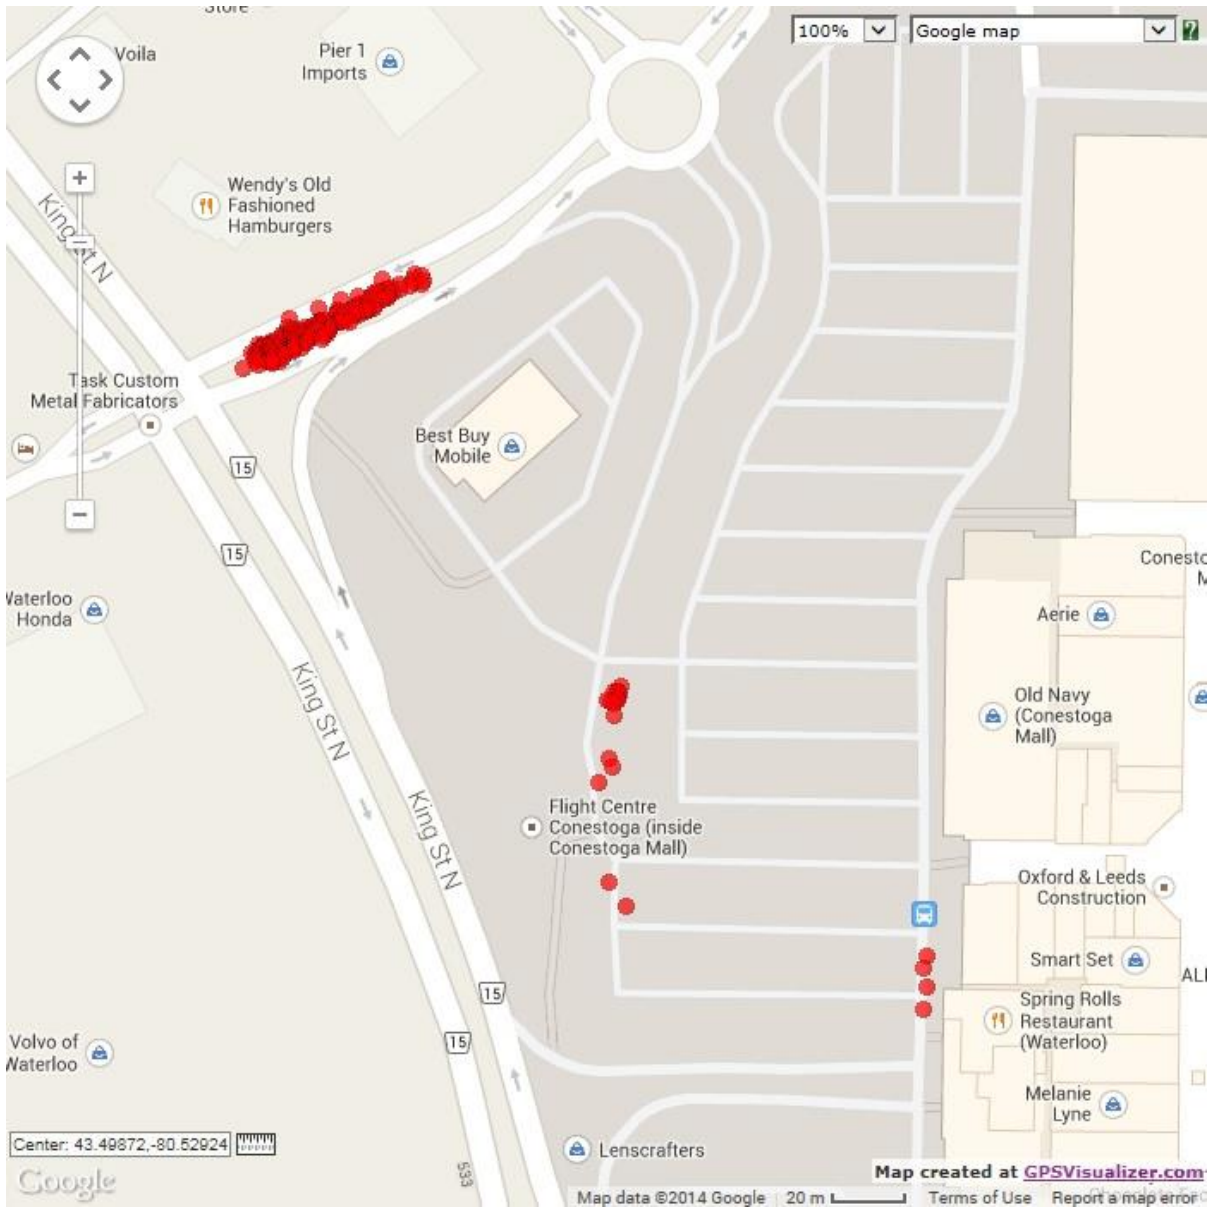 Store
100%
Google map
?
Voila
Pier 1
Imports
Wendy's Old
Fashioned
Hamburgers
King St N
Task Custom
Metal Fabricators
Best Buy
Mobile
15
15
Waterloo
Honda
Conesto
M
Aerie
Old Navy
(Conestoga
Mall)
King St N
King St N
Flight Centre
Conestoga (inside
Conestoga Mall)
Oxford & Leeds
Construction
Smart Set
ALI
15
15
Spring Rolls
Restaurant
(Waterloo)
Volvo of
Waterloo
Melanie
Lyne
Center: 43.49872,-80.52924
Lenscrafters
533
Google
Map created at GPSVisualizer.com
Map data ©2014 Google
20 m
Terms of Use
Report a map error